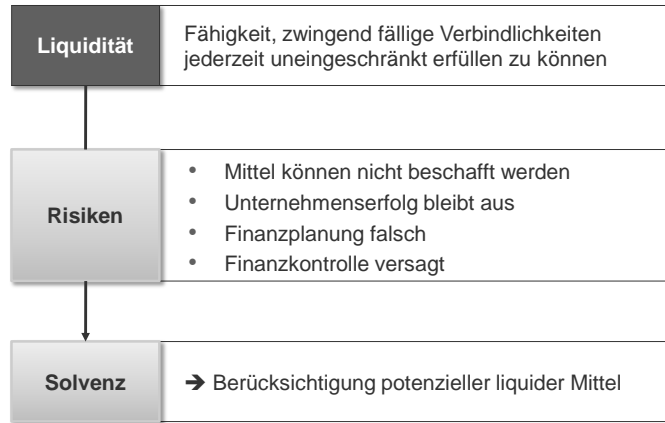 Liquidität
Fähigkeit, zwingend fällige Verbindlichkeiten
jederzeit uneingeschränkt erfüllen zu können
Risiken
• Mittel können nicht beschafft werden
• Unternehmenserfolg bleibt aus
• Finanzplanung falsch
• Finanzkontrolle versagt
Solvenz
➔ Berücksichtigung potenzieller liquider Mittel